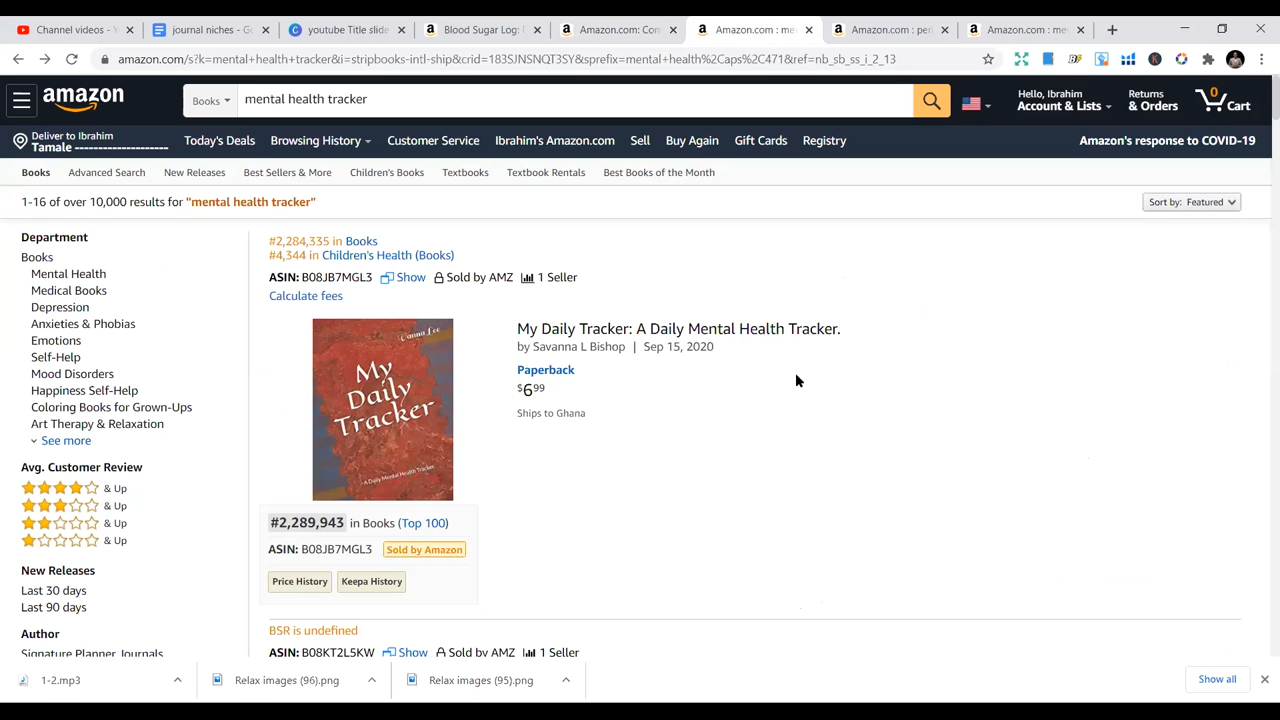 Channel videos - Y
journal niches - Go
youtube Title slide
Blood Sugar Log:
Amazon.com: Con
Amazon.com : me
Amazon.com : peri
Amazon.com : me
amazon.com/s?k=mental+health+tracker&i=stripbooks-intl-ship&crid=183SJNSNQT3SY&sprefix=mental+health%2Caps%2C471&ref=nb_sb_ss_i_2_13
amazon
Books
mental health tracker
Hello, Ibrahim
Account & Lists
Returns
& Orders
0
Cart
Deliver to Ibrahim
Tamale --------------------
Today's Deals
Browsing History
Customer Service
Ibrahim's Amazon.com
Sell
Buy Again
Gift Cards
Registry
Amazon's response to COVID-19
Books
Advanced Search
New Releases
Best Sellers & More
Children's Books
Textbooks
Textbook Rentals
Best Books of the Month
1-16 of over 10,000 results for "mental health tracker"
Sort by: Featured
Department
Books
Mental Health
Medical Books
Depression
Anxieties & Phobias
Emotions
Self-Help
Mood Disorders
Happiness Self-Help
Coloring Books for Grown-Ups
Art Therapy & Relaxation
See more
Avg. Customer Review
& Up
& Up
& Up
& Up
New Releases
Last 30 days
Last 90 days
Author
Signature Planner Journals
#2,284,335 in Books
#4,344 in Children's Health (Books)
ASIN: B08JB7MGL3 Show Sold by AMZ 1 Seller
Calculate fees
Vanna Lee
My
Daily
Tracker
A Daily Mental Health Tracker
My Daily Tracker: A Daily Mental Health Tracker.
by Savanna L Bishop | Sep 15, 2020
Paperback
$6 99
Ships to Ghana
#2,289,943 in Books (Top 100)
ASIN: B08JB7MGL3 Sold by Amazon
Price History
Keepa History
BSR is undefined
ASIN: B08KT2L5KW Show Sold by AMZ 1 Seller
1-2.mp3
Relax images (96).png
Relax images (95).png
Show all